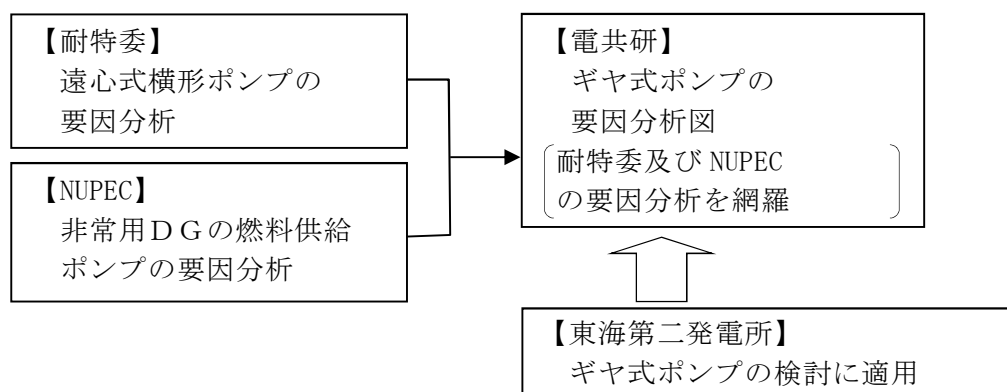 【耐特委】
遠心式横形ポンプの
要因分析
【NUPEC】
非常用DGの燃料供給
ポンプの要因分析
【電共研】
ギヤ式ポンプの
要因分析図
耐特委及び NUPEC
の要因分析を網羅
【東海第二発電所】
ギヤ式ポンプの検討に適用